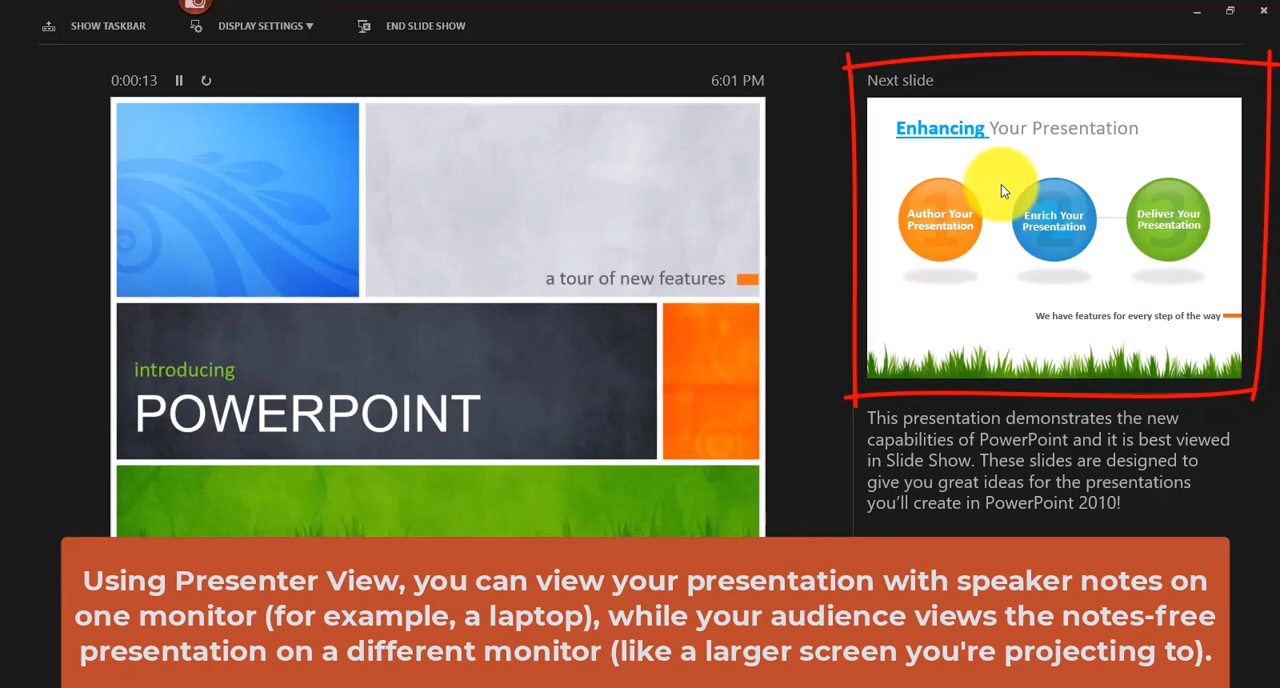 SHOW TASKBAR
DISPLAY SETTINGS ▼
END SLIDE SHOW
0:00:13
6:01 PM
a tour of new features
introducing
POWERPOINT
Next slide
Enhancing Your Presentation
1
Author Your
Presentation
2
Enrich Your
Presentation
3
Deliver Your
Presentation
We have features for every step of the way
This presentation demonstrates the new
capabilities of PowerPoint and it is best viewed
in Slide Show. These slides are designed to
give you great ideas for the presentations
you'll create in PowerPoint 2010!
Using Presenter View, you can view your presentation with speaker notes on
one monitor (for example, a laptop), while your audience views the notes-free
presentation on a different monitor (like a larger screen you're projecting to).